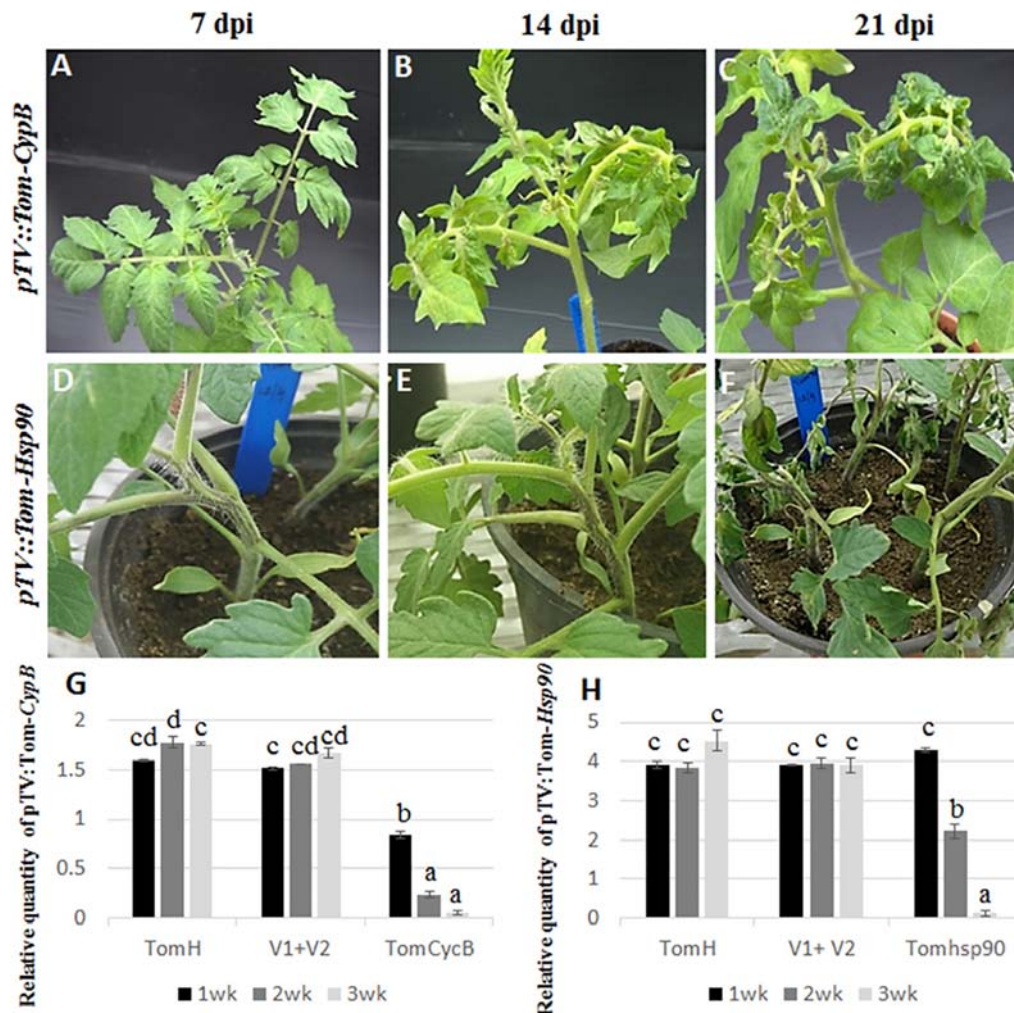 7 dpi 14 dpi 21 dpi
pTV::Tom-CypB
A B C
pTV::Tom-Hsp90
D E F
G
Relative quantity of pTV:Tom-CypB
2
1.5
1
0.5
0
cd d c
c cd cd
b a a
TomH V1+V2 TomCycB
1wk 2wk 3wk
H
Relative quantity of pTV:Tom-Hsp90
5
4
3
2
1
0
c c c
c c c
c b a
TomH V1+ V2 Tomhsp90
1wk 2wk 3wk